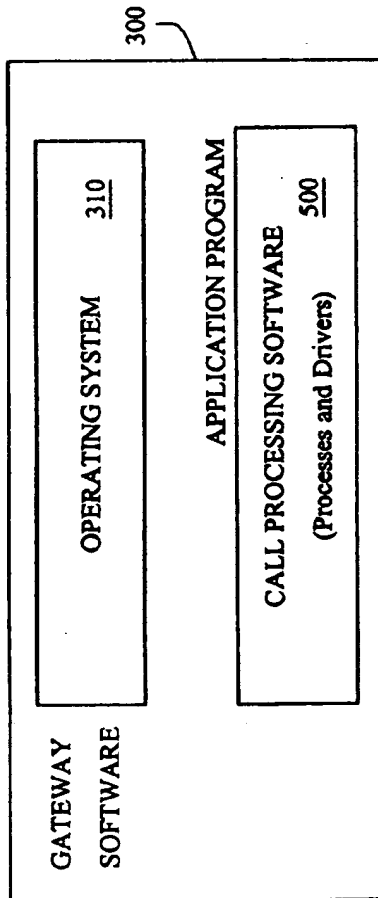 300
GATEWAY
SOFTWARE
OPERATING SYSTEM
310
APPLICATION PROGRAM
CALL PROCESSING SOFTWARE
500
(Processes and Drivers)